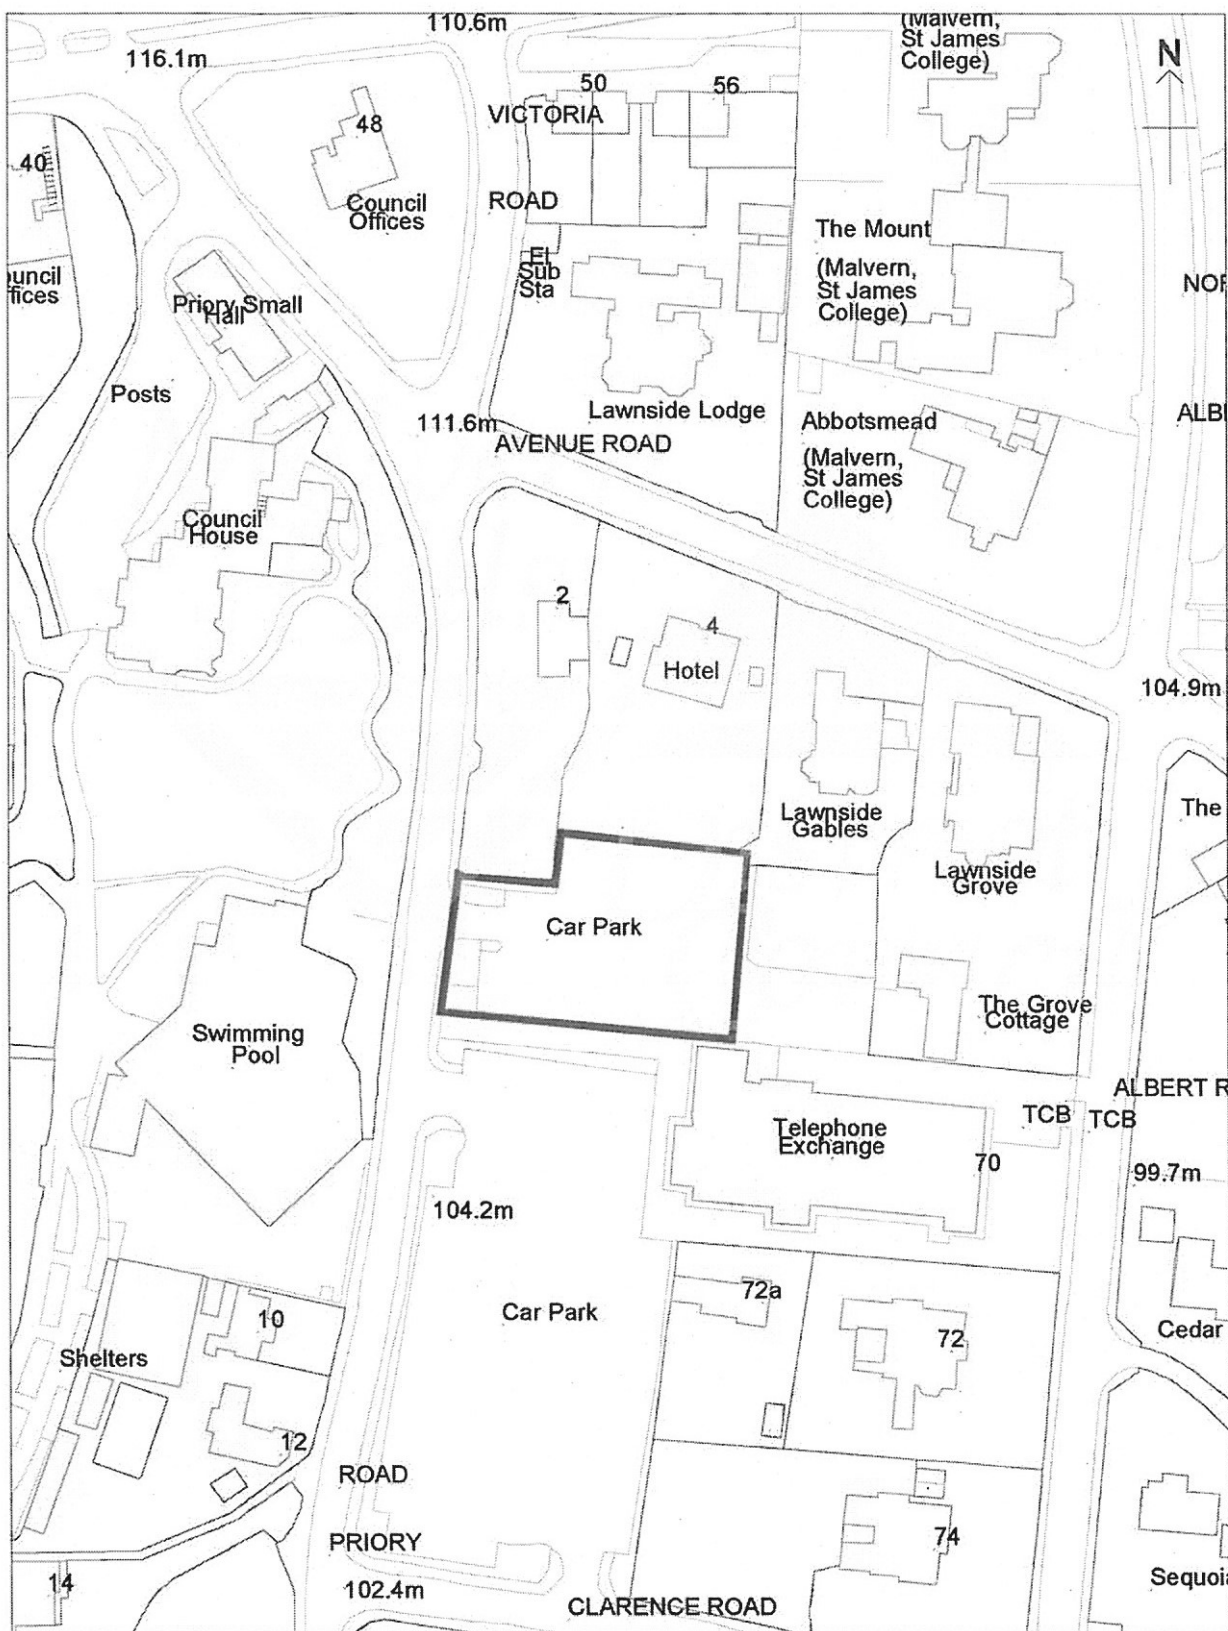 110.6m
(Malvern,
St James
College)
116.1m
N
50
56
VICTORIA
48
40
ROAD
Council
Offices
The Mount
El
Sub
Sta
(Malvern,
St James
College)
Priory Small
Hall
Posts
Lawnside Lodge
111.6m
Abbotsmead
AVENUE ROAD
(Malvern,
St James
College)
Council
House
2
4
Hotel
104.9m
Lawnside
Gables
The
Lawnside
Grove
Car Park
The Grove
Cottage
Swimming
Pool
ALBERT R
TCB
TCB
Telephone
Exchange
70
99.7m
104.2m
72a
Car Park
10
72
Cedar
Shelters
12
ROAD
PRIORY
74
14
102.4m
CLARENCE ROAD